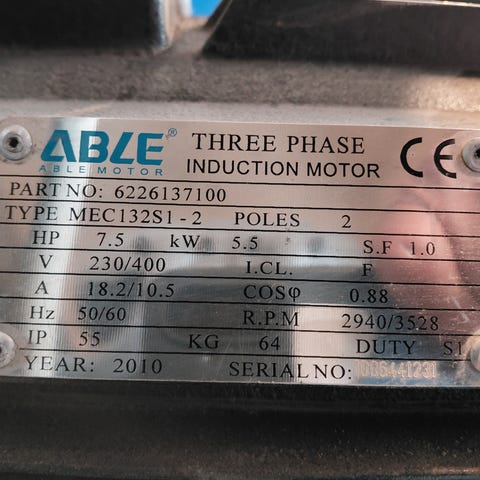 ABLE® THREE PHASE
ABLE MOTOR INDUCTION MOTOR CE
PART NO: 6226137100
TYPE MEC132S1-2 POLES 2
HP 7.5 kW 5.5 S.F 1.0
V 230/400 I.CL. F
A 18.2/10.5 COSφ 0.88
Hz 50/60 R.P.M 2940/3528
IP 55 KG 64 DUTY S1
YEAR: 2010 SERIAL NO: